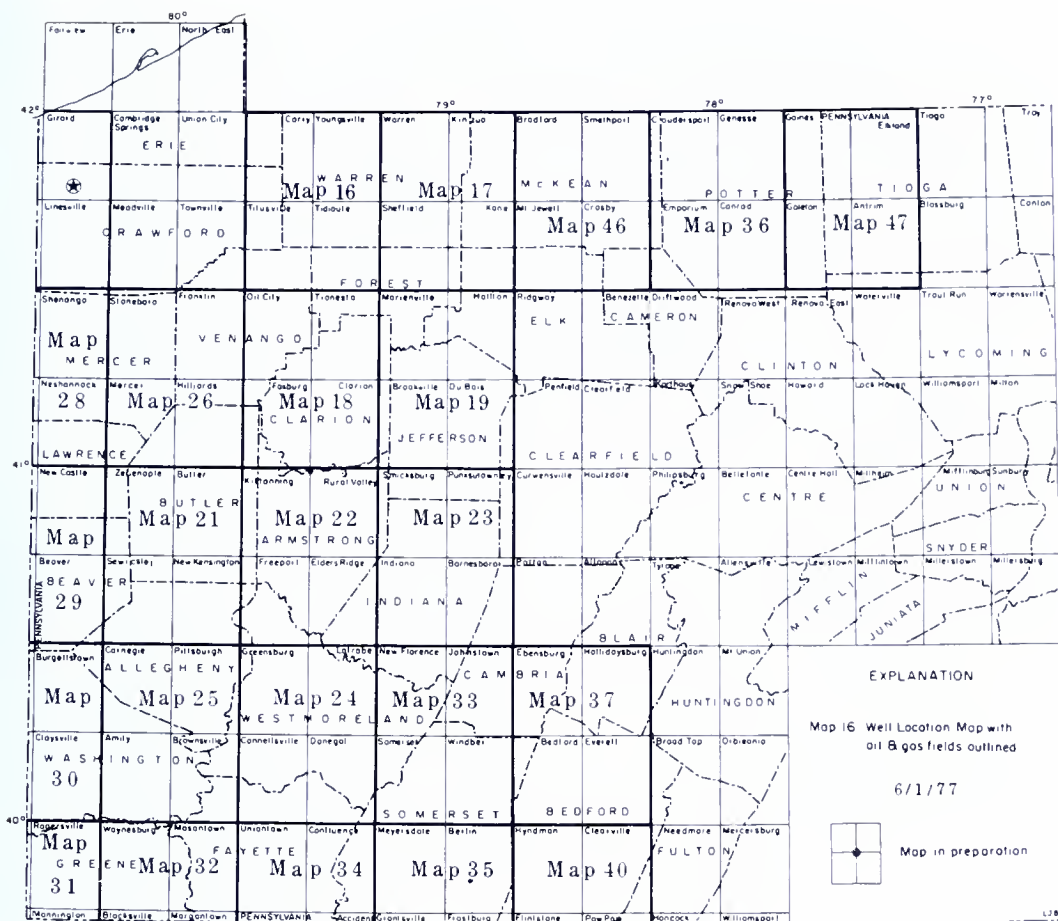 80°
Fairview Erie North East
42° 79° 78° 77°
Girard Cambridge Springs Union City Corry Youngsville Warren Kinzua Bradford Smethport Coudersport Genesee Gaines PENNSYLVANIA Elkland Tioga Troy
ERIE
WARREN McKEAN POTTER TIOGA
Map 16 Map 17
Linesville Meadville Townville Titusville Tidioute Sheffield Kane Mt Jewell Crosby Emporium Conrad Galeton Antrim Blossburg Canton
CRAWFORD Map 46 Map 36 Map 47
FOREST
Shenango Stoneboro Franklin Oil City Tionesta Marienville Hallton Ridgway Benezette Driftwood Renovo West Renovo East Waterville Trout Run Warrensville
ELK CAMERON
Map VENANGO
MERCER CLINTON LYCOMING
Neshannock Mercer Hilliards Foxburg Clarion Brookville Du Bois Penfield Clearfield Karthaus Snow Shoe Howard Lock Haven Williamsport Milton
28 Map 26 Map 18 Map 19
CLARION JEFFERSON
LAWRENCE CLEARFIELD
41°
New Castle Zelienople Butler Kittanning Rural Valley Smicksburg Punxsutawney Curwensville Houtzdale Philipsburg Bellefonte Centre Hall Millheim Mifflinburg Sunbury
BUTLER CENTRE UNION
Map Map 21 Map 22 Map 23
ARMSTRONG SNYDER
Beaver Sewickley New Kensington Freeport Elders Ridge Indiana Barnesboro Patton Altoona Tyrone Allensville Lewistown Mifflintown Millerstown Millersburg
BEAVER
29 INDIANA MIFFLIN
PENNSYLVANIA BLAIR JUNIATA
Burgettstown Carnegie Pittsburgh Greensburg Latrobe New Florence Johnstown Ebensburg Hollidaysburg Huntingdon Mt Union
ALLEGHENY CAMBRIA
Map Map 25 Map 24 Map 33 Map 37
WESTMORELAND HUNTINGDON
Claysville Amity Brownsville Connellsville Donegal Somerset Windber Bedford Everett Broad Top Orbisonia
WASHINGTON
30
SOMERSET BEDFORD
40°
Rogersville Waynesburg Masontown Uniontown Confluence Meyersdale Berlin Hyndman Clearville Needmore Mercersburg
Map FAYETTE FULTON
GREENE Map 32 Map 34 Map 35 Map 40
31
Mannington Blacksville Morgantown PENNSYLVANIA Accident Grantsville Frostburg Flintstone Paw Paw Hancock Williamsport
EXPLANATION
Map 16 Well Location Map with
oil & gas fields outlined
6/1/77
Map in preparation